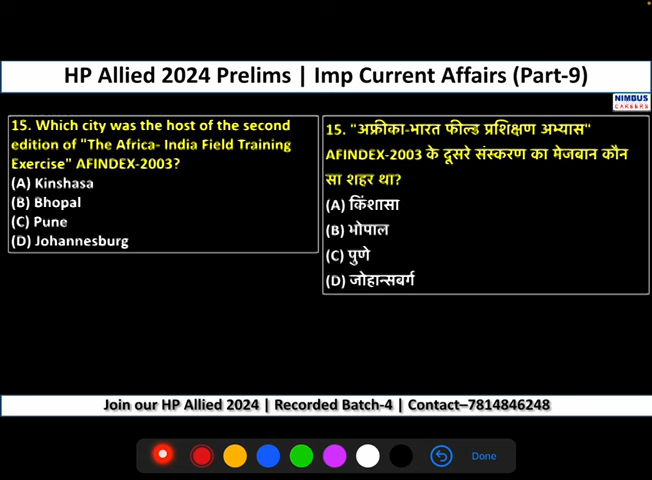 HP Allied 2024 Prelims | Imp Current Affairs (Part-9)
NIMBUS
CAREERS
15. Which city was the host of the second
edition of "The Africa- India Field Training
Exercise" AFINDEX-2003?
(A) Kinshasa
(B) Bhopal
(C) Pune
(D) Johannesburg
15. "अफ्रीका-भारत फील्ड प्रशिक्षण अभ्यास"
AFINDEX-2003 के दूसरे संस्करण का मेजबान कौन
सा शहर था?
(A) किंशासा
(B) भोपाल
(C) पुणे
(D) जोहान्सबर्ग
Join our HP Allied 2024 | Recorded Batch-4 | Contact–7814846248
Done